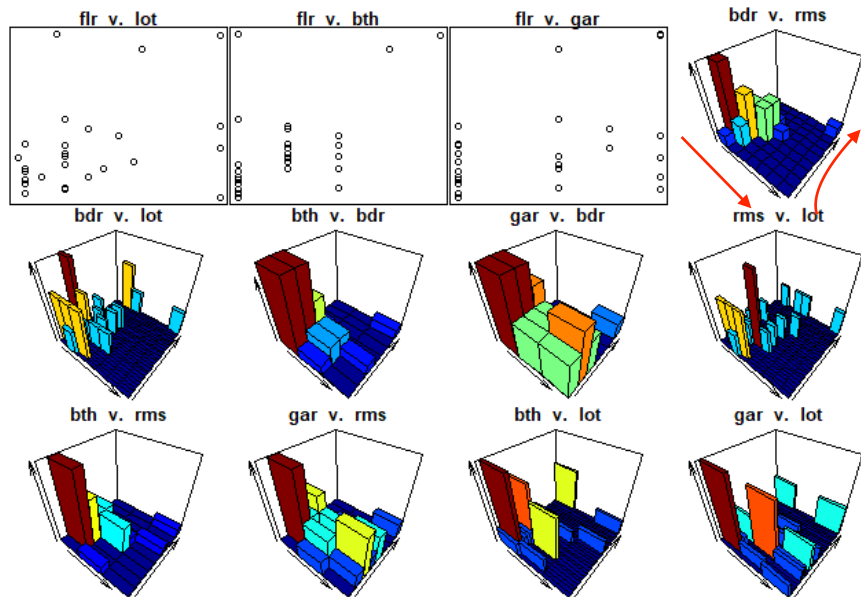 flr v. lot
flr v. bth
flr v. gar
bdr v. rms
bdr v. lot
bth v. bdr
gar v. bdr
rms v. lot
bth v. rms
gar v. rms
bth v. lot
gar v. lot